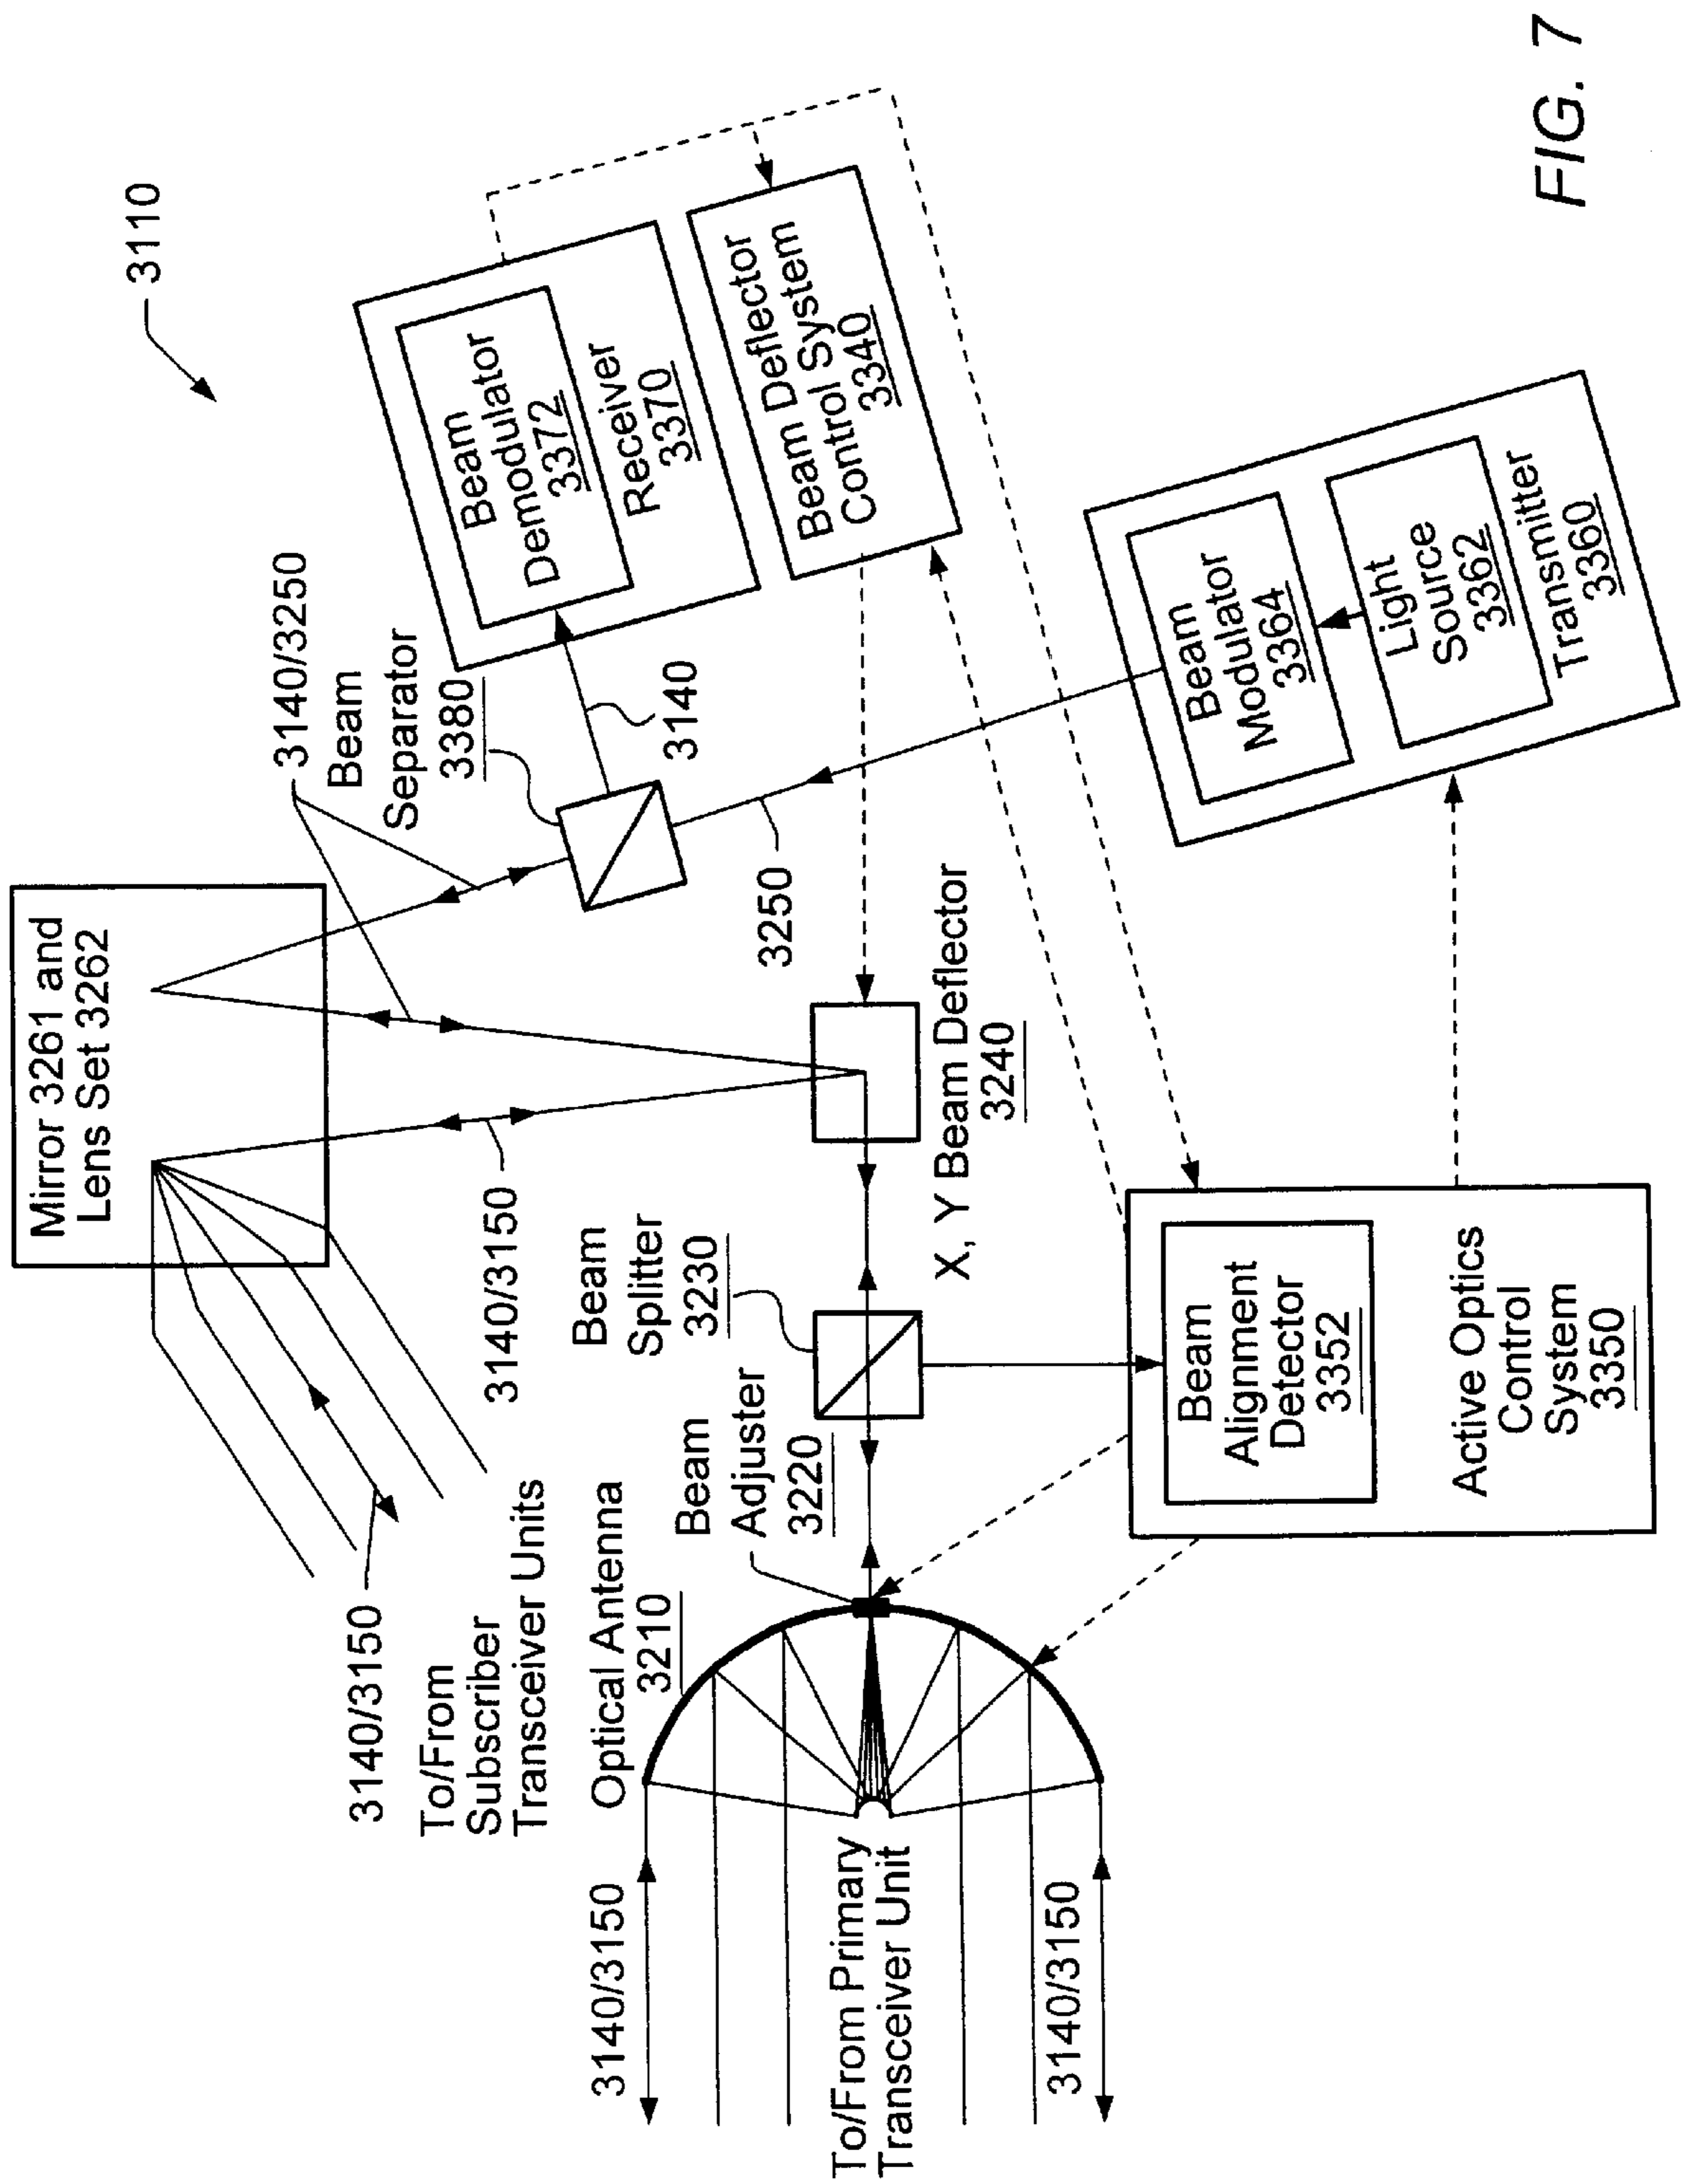 3110
Mirror 3261 and
Lens Set 3262
3140/3250
Beam
Separator
3380
Beam
Demodulator
3372
Receiver
3370
Beam Deflector
Control System
3340
3140
3250
3140/3150
To/From
Subscriber
Transceiver Units
3140/3150
Beam
Splitter
3230
X, Y Beam Deflector
3240
Beam
Modulator
3364
Light
Source
3362
Transmitter
3360
Optical Antenna
3210
Beam
Adjuster
3220
3140/3150
To/From Primary
Transceiver Unit
3140/3150
Beam
Alignment
Detector
3352
Active Optics
Control
System
3350
FIG. 7